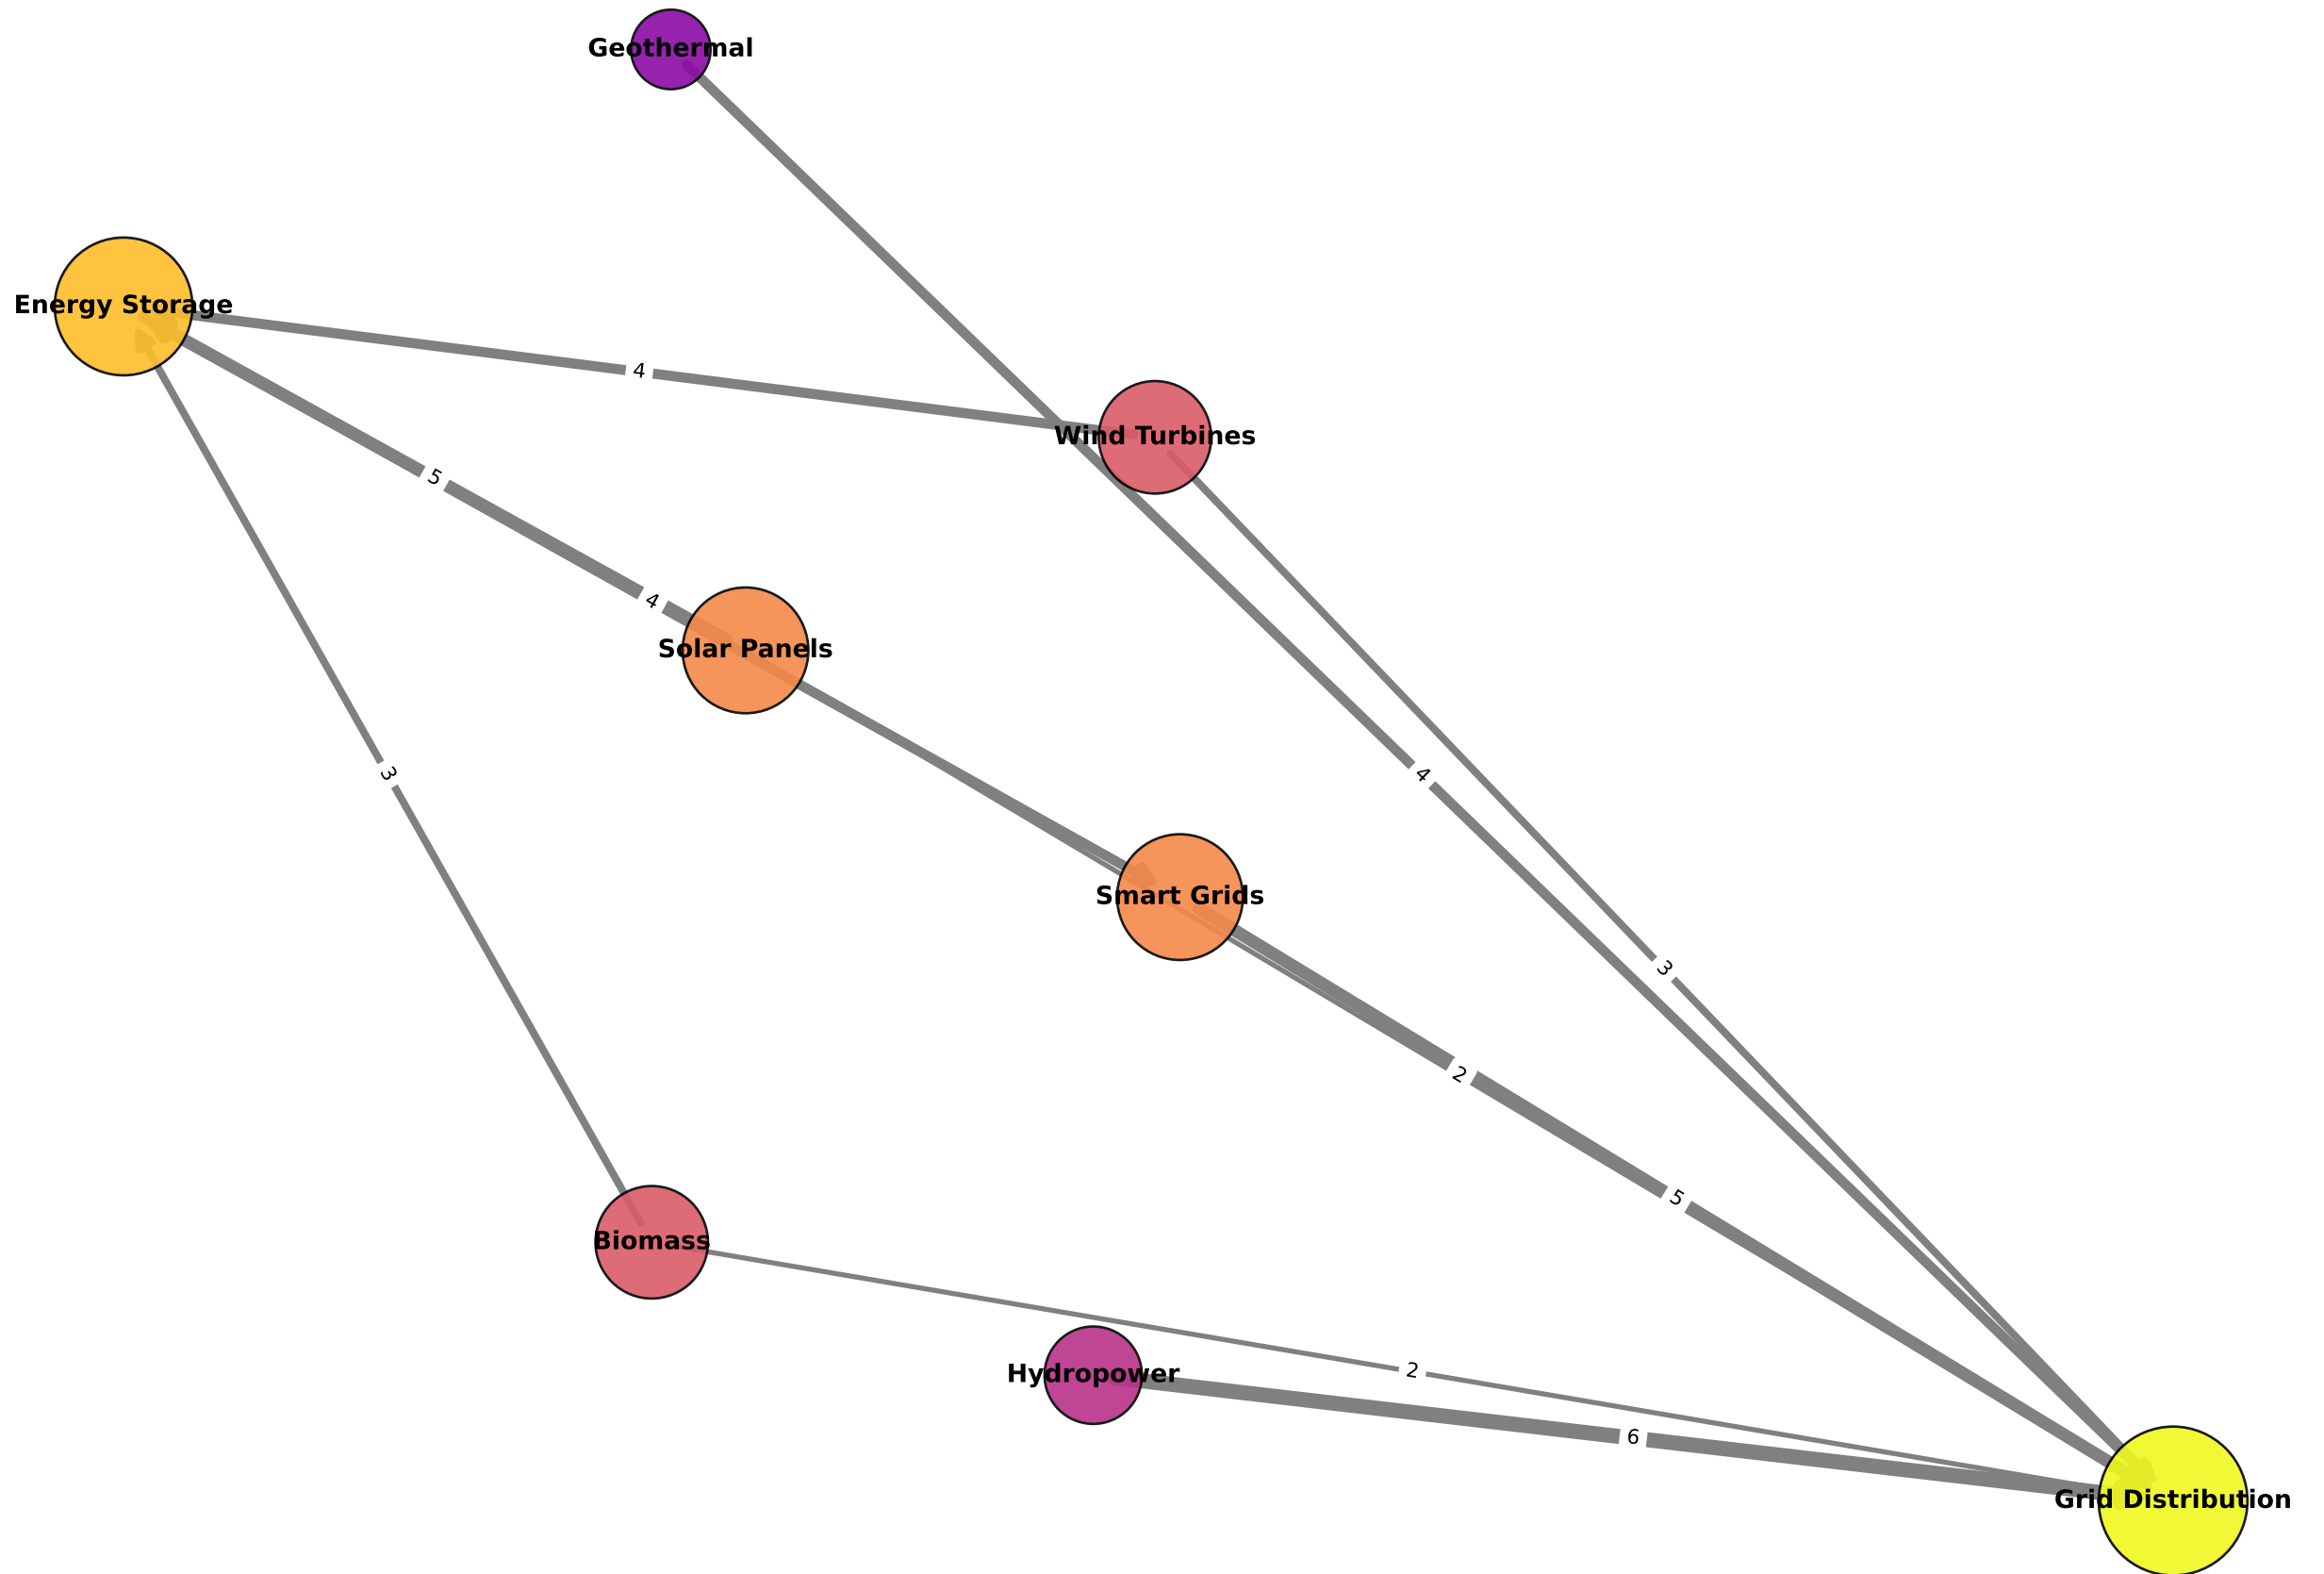 Geothermal
Energy Storage
4
Wind Turbines
5
4
Solar Panels
3
4
Smart Grids
3
2
5
Biomass
2
Hydropower
6
Grid Distribution